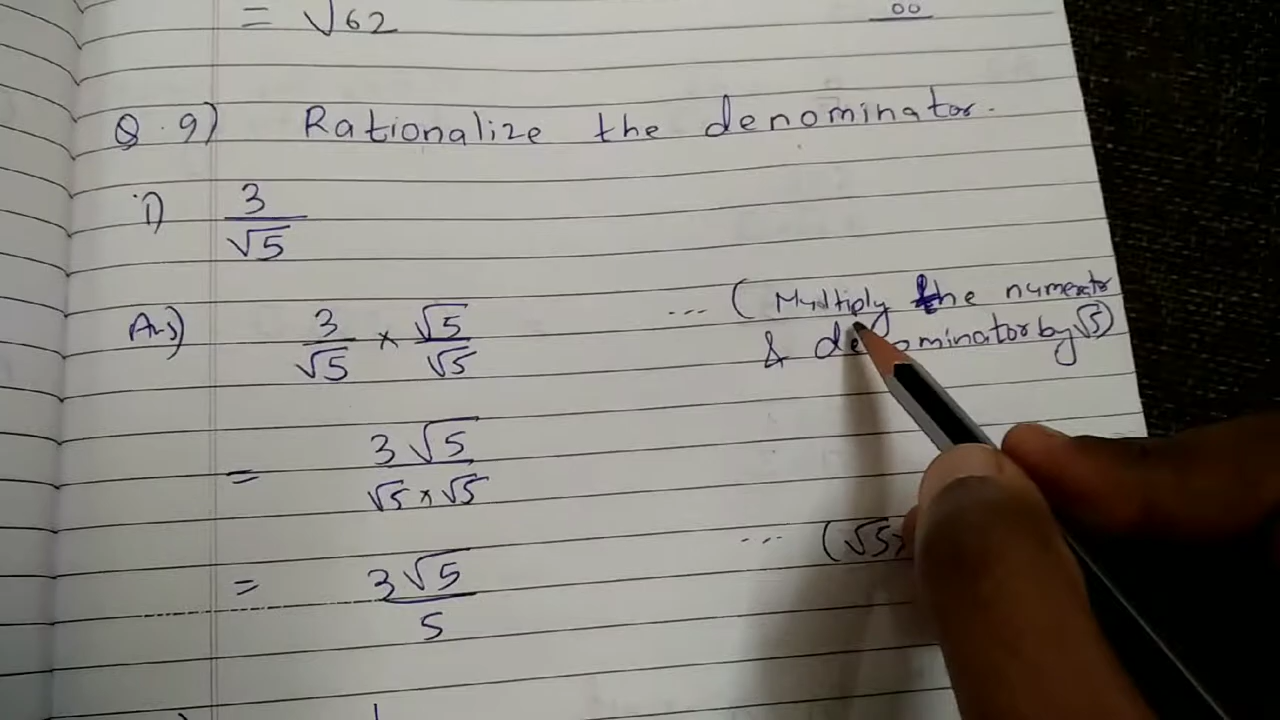 = √62
00
Q.9) Rationalize the denominator.
i) 3/√5
Ans) 3/√5 × √5/√5 ... (Multiply the numerator
& denominator by √5)
= 3√5/√5×√5
= 3√5/5 ... (√5